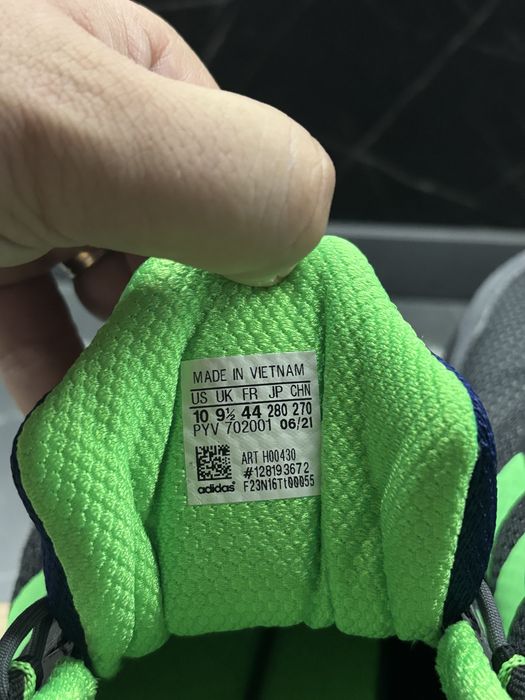 MADE IN VIETNAM
US UK FR JP CHN
10 9½ 44 280 270
PYV 702001 06/21
ART H00430
#128193672
adidas F23N16Tt00055